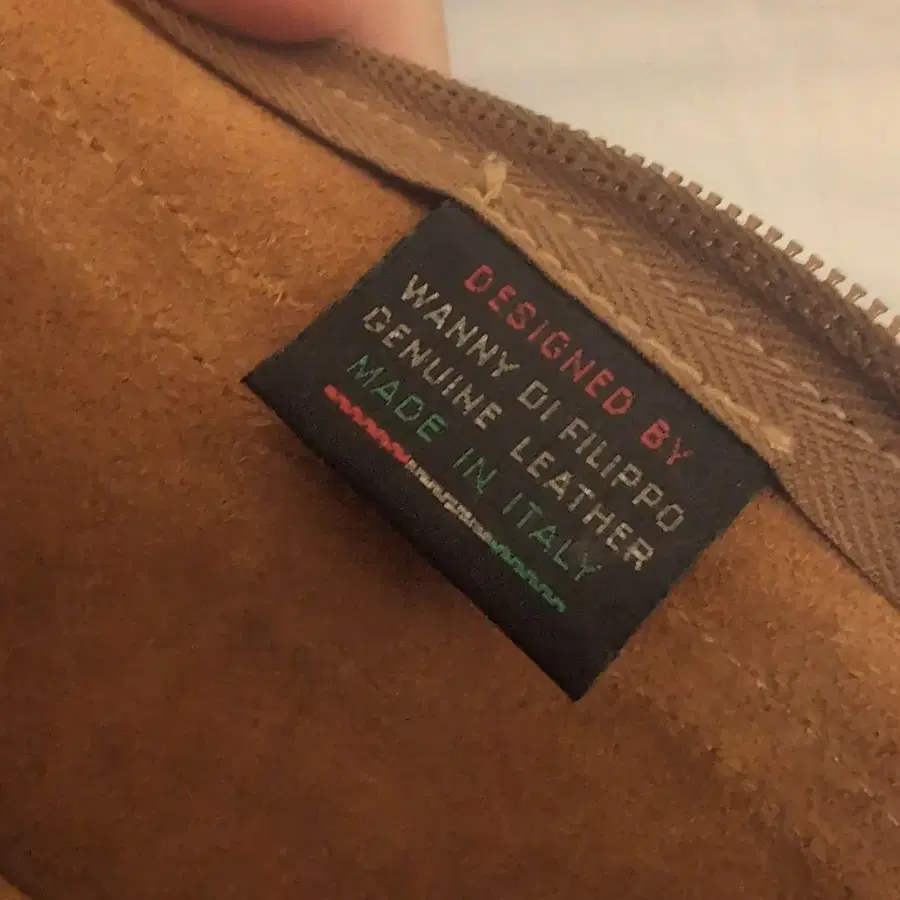 DESIGNED BY
WANNY DI FILIPPO
GENUINE LEATHER
MADE IN ITALY